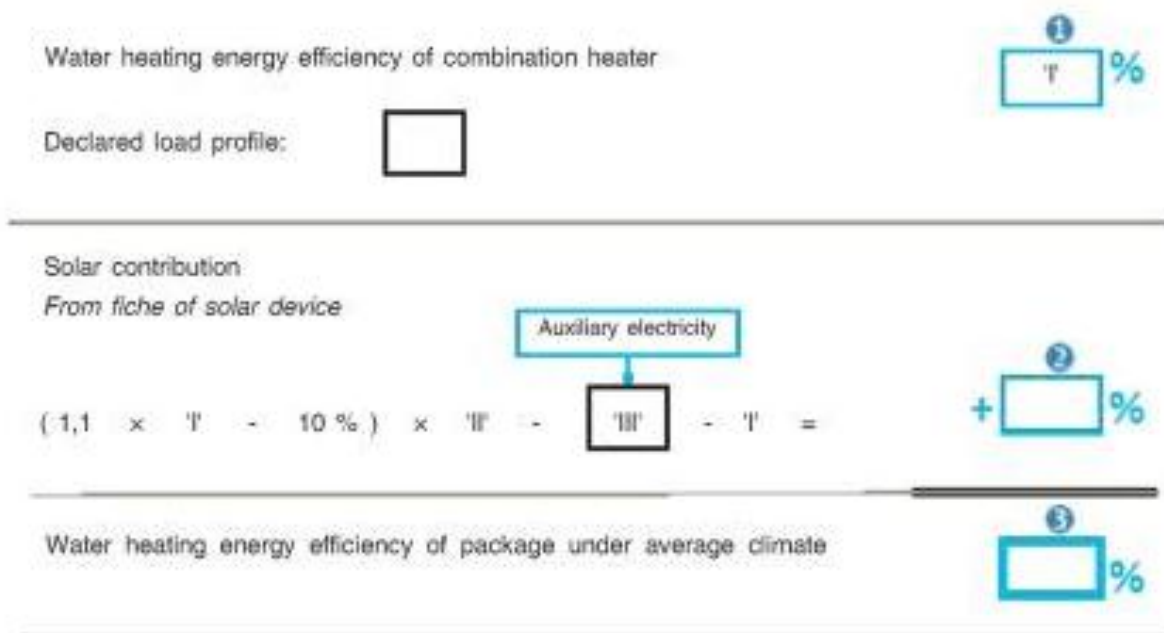 1
Water heating energy efficiency of combination heater 'I' %
Declared load profile:
Solar contribution
From fiche of solar device
Auxiliary electricity
2
( 1,1 × 'I' - 10 % ) × 'II' - 'III' - 'I' = + %
3
Water heating energy efficiency of package under average climate %